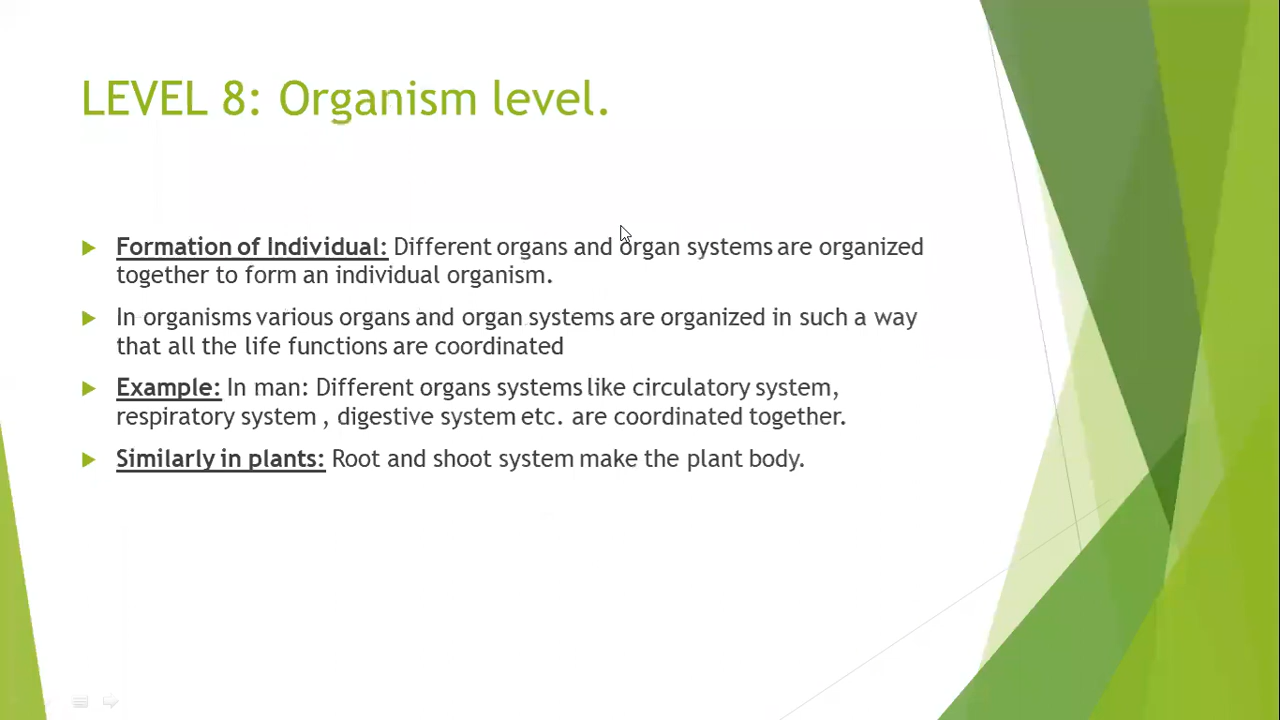 LEVEL 8: Organism level.
Formation of Individual: Different organs and organ systems are organized
together to form an individual organism.
In organisms various organs and organ systems are organized in such a way
that all the life functions are coordinated
Example: In man: Different organs systems like circulatory system,
respiratory system , digestive system etc. are coordinated together.
Similarly in plants: Root and shoot system make the plant body.